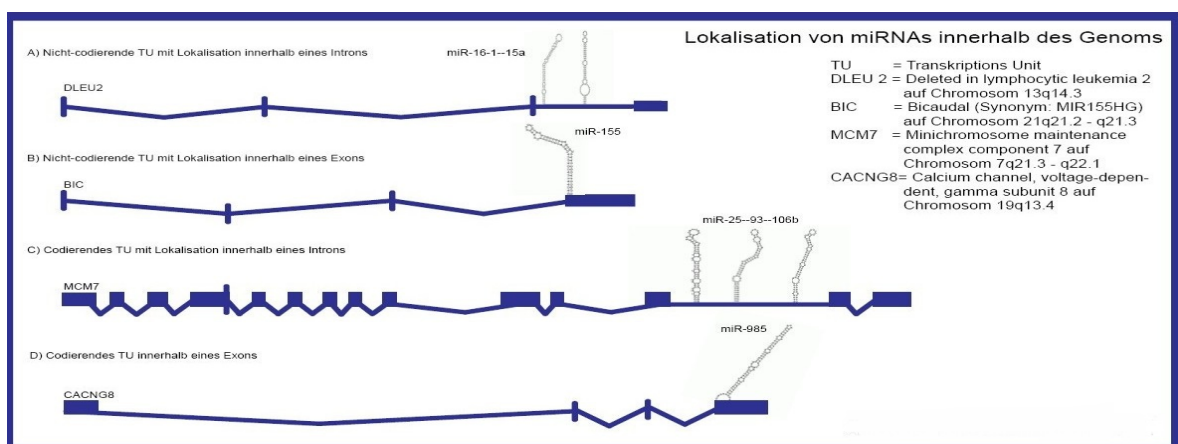 Lokalisation von miRNAs innerhalb des Genoms
A) Nicht-codierende TU mit Lokalisation innerhalb eines Introns
miR-16-1--15a
DLEU2
B) Nicht-codierende TU mit Lokalisation innerhalb eines Exons
miR-155
BIC
C) Codierendes TU mit Lokalisation innerhalb eines Introns
miR-25--93--106b
MCM7
D) Codierendes TU innerhalb eines Exons
miR-985
CACNG8
TU = Transkriptions Unit
DLEU 2 = Deleted in lymphocytic leukemia 2
auf Chromosom 13q14.3
BIC = Bicaudal (Synonym: MIR155HG)
auf Chromosom 21q21.2 - q21.3
MCM7 = Minichromosome maintenance
complex component 7 auf
Chromosom 7q21.3 - q22.1
CACNG8= Calcium channel, voltage-depen-
dent, gamma subunit 8 auf
Chromosom 19q13.4